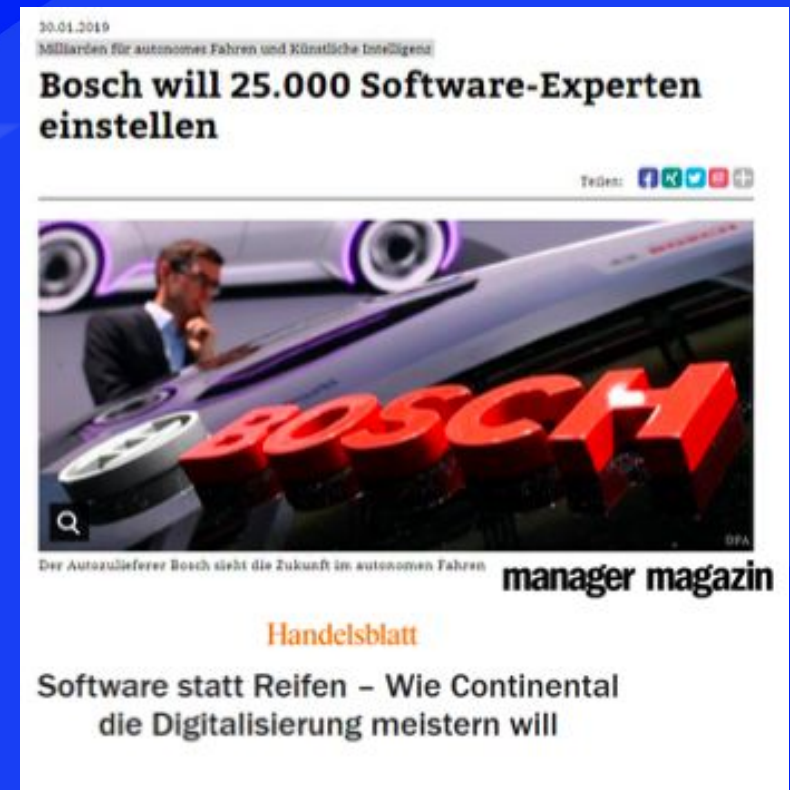 30.01.2019
Milliarden für autonomes Fahren und Künstliche Intelligenz
Bosch will 25.000 Software-Experten
einstellen
Teilen:
BOSCH
BOSCH
DPA
Der Autozulieferer Bosch sieht die Zukunft im autonomen Fahren
manager magazin
Handelsblatt
Software statt Reifen – Wie Continental
die Digitalisierung meistern will